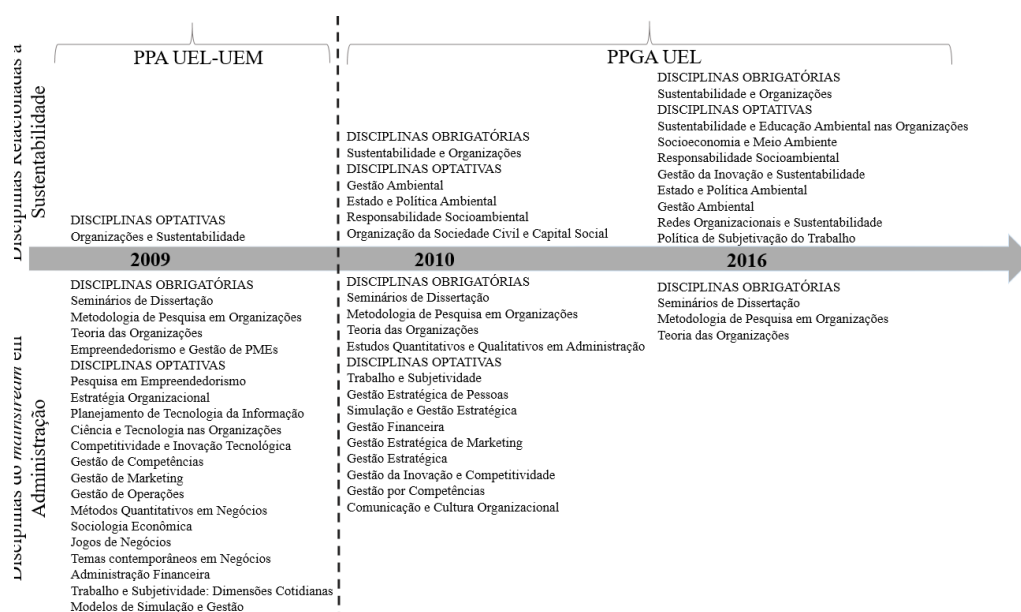 PPA UEL-UEM
PPGA UEL
Disciplinas Relacionadas à
Sustentabilidade
DISCIPLINAS OPTATIVAS
Organizações e Sustentabilidade
DISCIPLINAS OBRIGATÓRIAS
Sustentabilidade e Organizações
DISCIPLINAS OPTATIVAS
Gestão Ambiental
Estado e Política Ambiental
Responsabilidade Socioambiental
Organização da Sociedade Civil e Capital Social
DISCIPLINAS OBRIGATÓRIAS
Sustentabilidade e Organizações
DISCIPLINAS OPTATIVAS
Sustentabilidade e Educação Ambiental nas Organizações
Socioeconomia e Meio Ambiente
Responsabilidade Socioambiental
Gestão da Inovação e Sustentabilidade
Estado e Política Ambiental
Gestão Ambiental
Redes Organizacionais e Sustentabilidade
Política de Subjetivação do Trabalho
2009
2010
2016
Disciplinas do mainstream em
Administração
DISCIPLINAS OBRIGATÓRIAS
Seminários de Dissertação
Metodologia de Pesquisa em Organizações
Teoria das Organizações
Empreendedorismo e Gestão de PMEs
DISCIPLINAS OPTATIVAS
Pesquisa em Empreendedorismo
Estratégia Organizacional
Planejamento de Tecnologia da Informação
Ciência e Tecnologia nas Organizações
Competitividade e Inovação Tecnológica
Gestão de Competências
Gestão de Marketing
Gestão de Operações
Métodos Quantitativos em Negócios
Sociologia Econômica
Jogos de Negócios
Temas contemporâneos em Negócios
Administração Financeira
Trabalho e Subjetividade: Dimensões Cotidianas
Modelos de Simulação e Gestão
DISCIPLINAS OBRIGATÓRIAS
Seminários de Dissertação
Metodologia de Pesquisa em Organizações
Teoria das Organizações
Estudos Quantitativos e Qualitativos em Administração
DISCIPLINAS OPTATIVAS
Trabalho e Subjetividade
Gestão Estratégica de Pessoas
Simulação e Gestão Estratégica
Gestão Financeira
Gestão Estratégica de Marketing
Gestão Estratégica
Gestão da Inovação e Competitividade
Gestão por Competências
Comunicação e Cultura Organizacional
DISCIPLINAS OBRIGATÓRIAS
Seminários de Dissertação
Metodologia de Pesquisa em Organizações
Teoria das Organizações